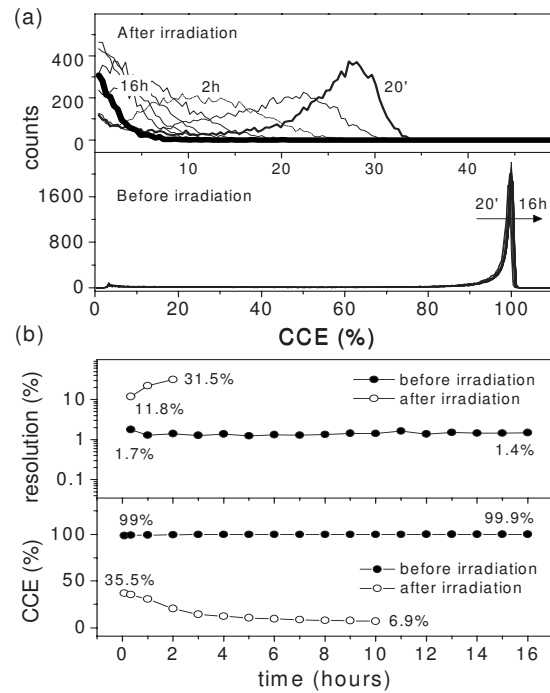 (a)
After irradiation
600
400
200
0
counts
16h
2h
20'
0 10 20 30 40
Before irradiation
1600
800
0
20' 16h
0 20 40 60 80 100
CCE (%)
(b)
resolution (%)
10
1
0.1
31.5%
11.8%
before irradiation
after irradiation
1.7%
1.4%
CCE (%)
100
50
0
99%
99.9%
before irradiation
after irradiation
35.5%
6.9%
0 2 4 6 8 10 12 14 16
time (hours)